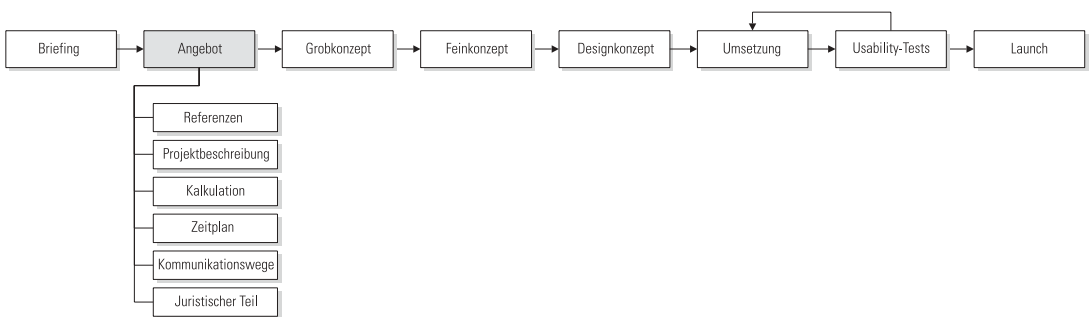 Briefing
Angebot
Grobkonzept
Feinkonzept
Designkonzept
Umsetzung
Usability-Tests
Launch
Referenzen
Projektbeschreibung
Kalkulation
Zeitplan
Kommunikationswege
Juristischer Teil